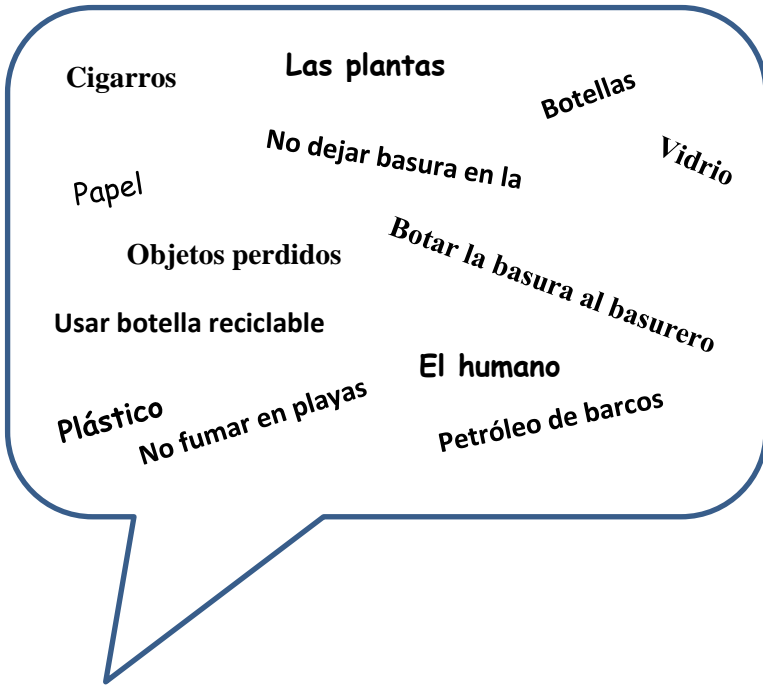 Cigarros
Las plantas
Botellas
No dejar basura en la
Vidrio
Papel
Botar la basura al basurero
Objetos perdidos
Usar botella reciclable
El humano
Plástico
No fumar en playas
Petróleo de barcos